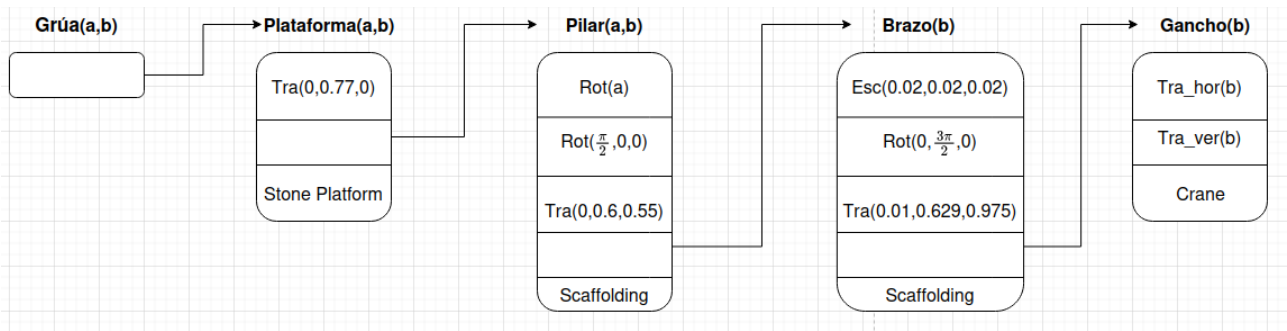 Grúa(a,b)
Plataforma(a,b)
Tra(0,0.77,0)
Stone Platform
Pilar(a,b)
Rot(a)
Rot(π/2,0,0)
Tra(0,0.6,0.55)
Scaffolding
Brazo(b)
Esc(0.02,0.02,0.02)
Rot(0,3π/2,0)
Tra(0.01,0.629,0.975)
Scaffolding
Gancho(b)
Tra_hor(b)
Tra_ver(b)
Crane